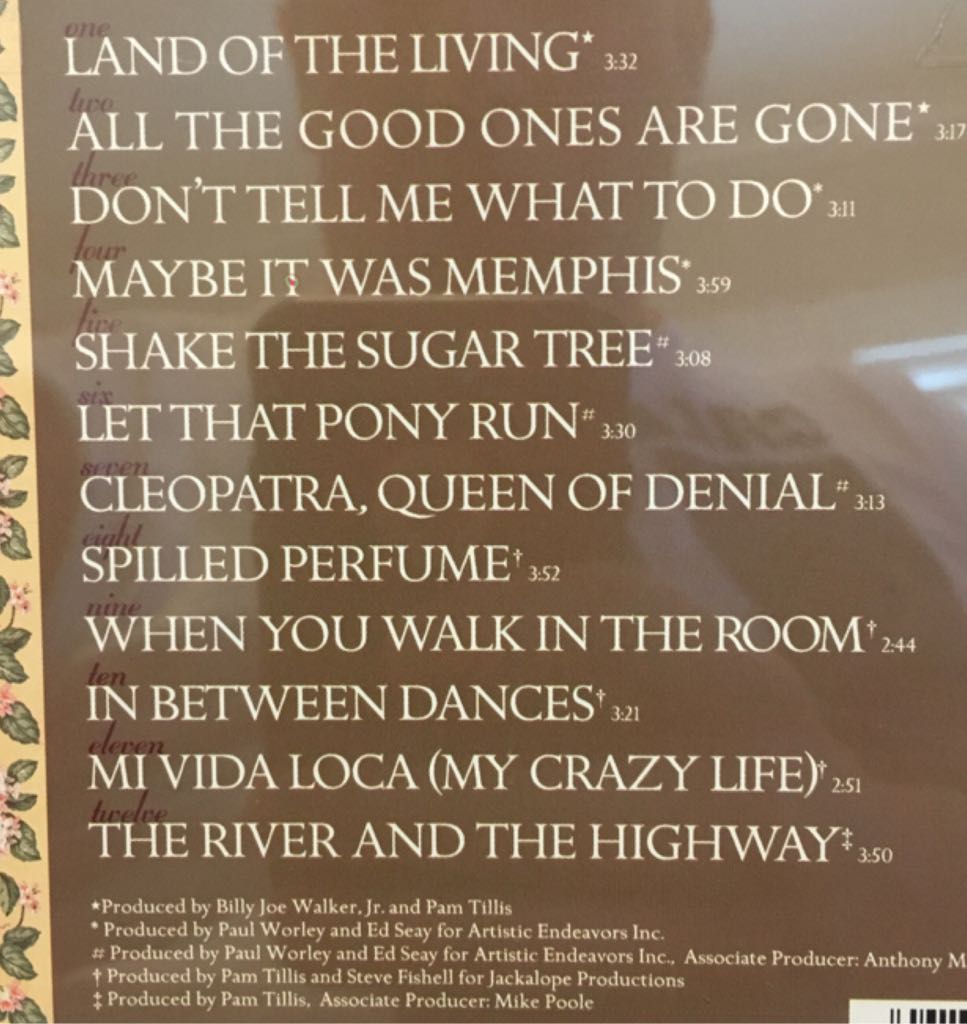 one
LAND OF THE LIVING★ 3:32
two
ALL THE GOOD ONES ARE GONE★ 3:17
three
DON'T TELL ME WHAT TO DO* 3:11
four
MAYBE IT WAS MEMPHIS* 3:59
five
SHAKE THE SUGAR TREE# 3:08
six
LET THAT PONY RUN# 3:30
seven
CLEOPATRA, QUEEN OF DENIAL# 3:13
eight
SPILLED PERFUME† 3:52
nine
WHEN YOU WALK IN THE ROOM† 2:44
ten
IN BETWEEN DANCES† 3:21
eleven
MI VIDA LOCA (MY CRAZY LIFE)† 2:51
twelve
THE RIVER AND THE HIGHWAY‡ 3:50
★Produced by Billy Joe Walker, Jr. and Pam Tillis
* Produced by Paul Worley and Ed Seay for Artistic Endeavors Inc.
# Produced by Paul Worley and Ed Seay for Artistic Endeavors Inc., Associate Producer: Anthony M
† Produced by Pam Tillis and Steve Fishell for Jackalope Productions
‡ Produced by Pam Tillis, Associate Producer: Mike Poole